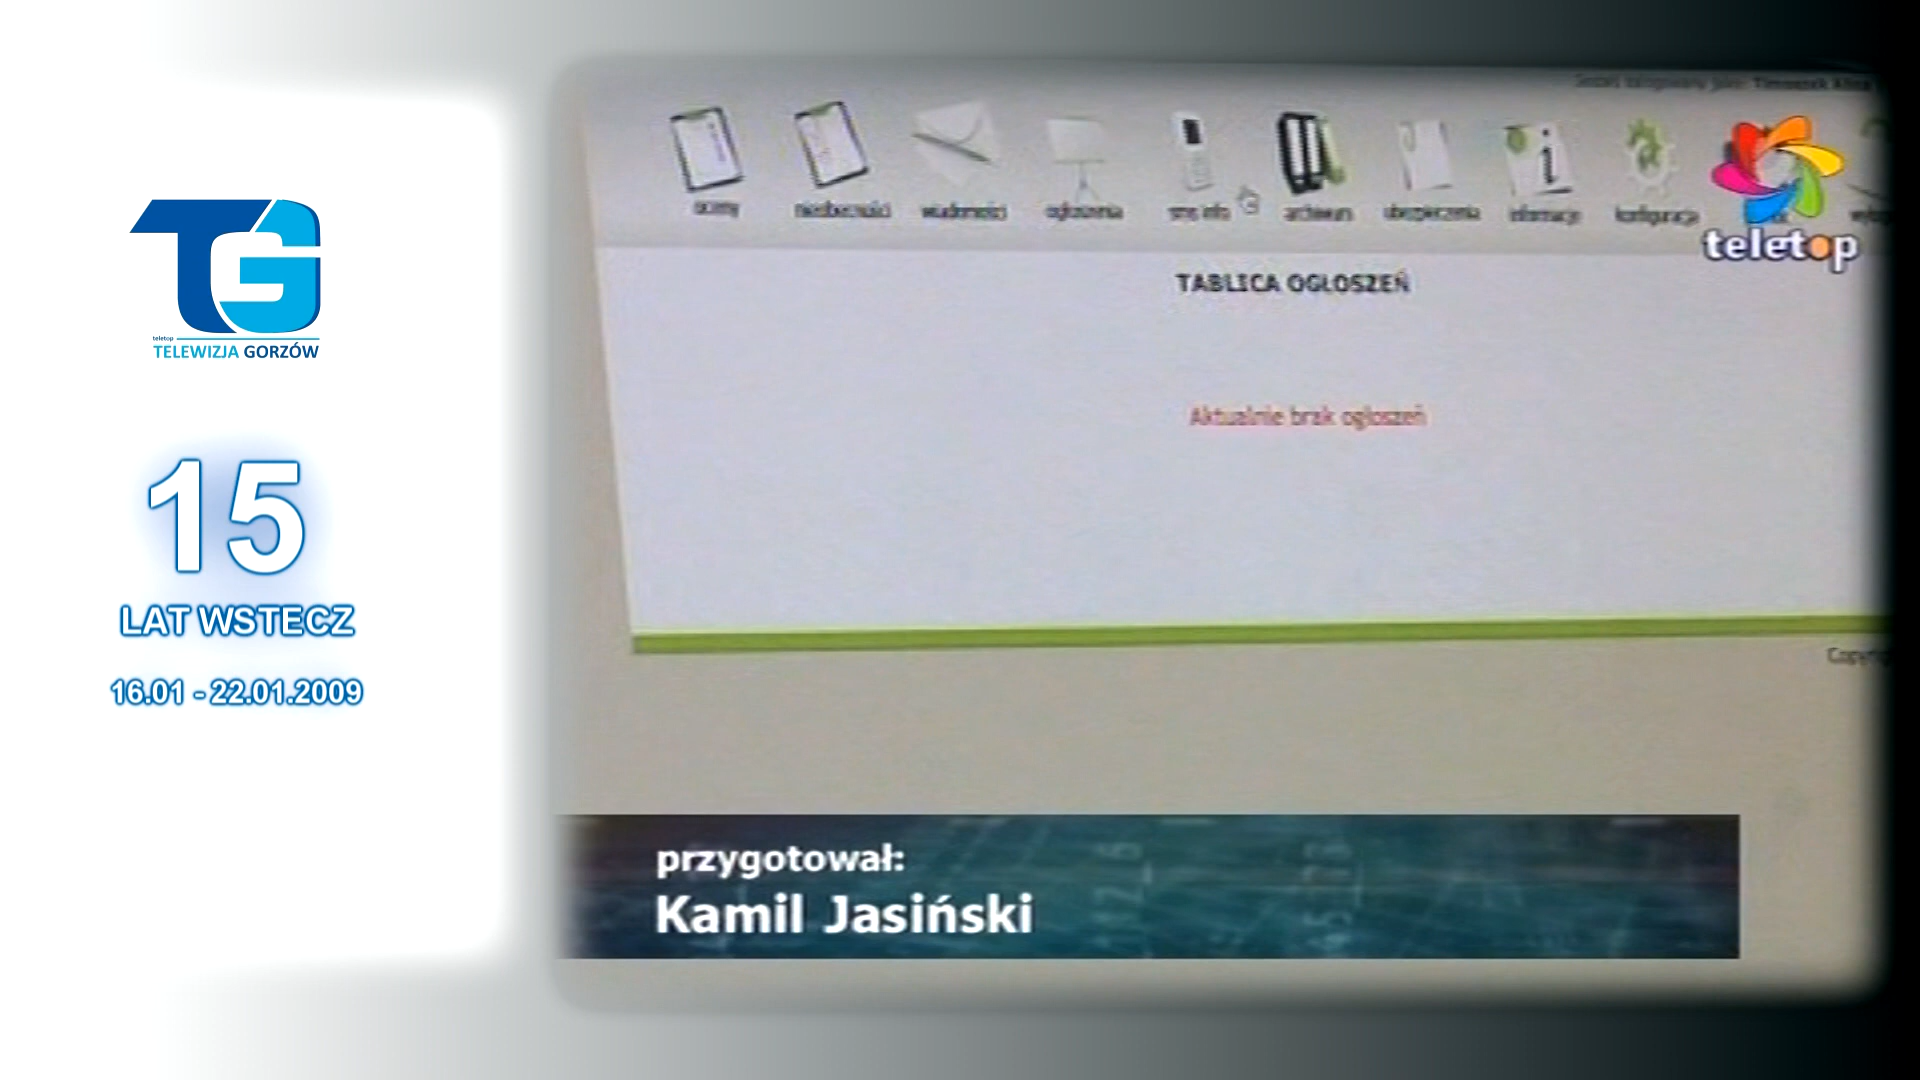 teletop
TELEWIZJA GORZÓW
15
LAT WSTECZ
16.01 - 22.01.2009
oceny
nieobecności
wiadomości
ogłoszenia
sms info
archiwum
ubezpieczenia
informacje
konfiguracja
teletop
TABLICA OGŁOSZEŃ
Aktualnie brak ogłoszeń
przygotował:
Kamil Jasiński